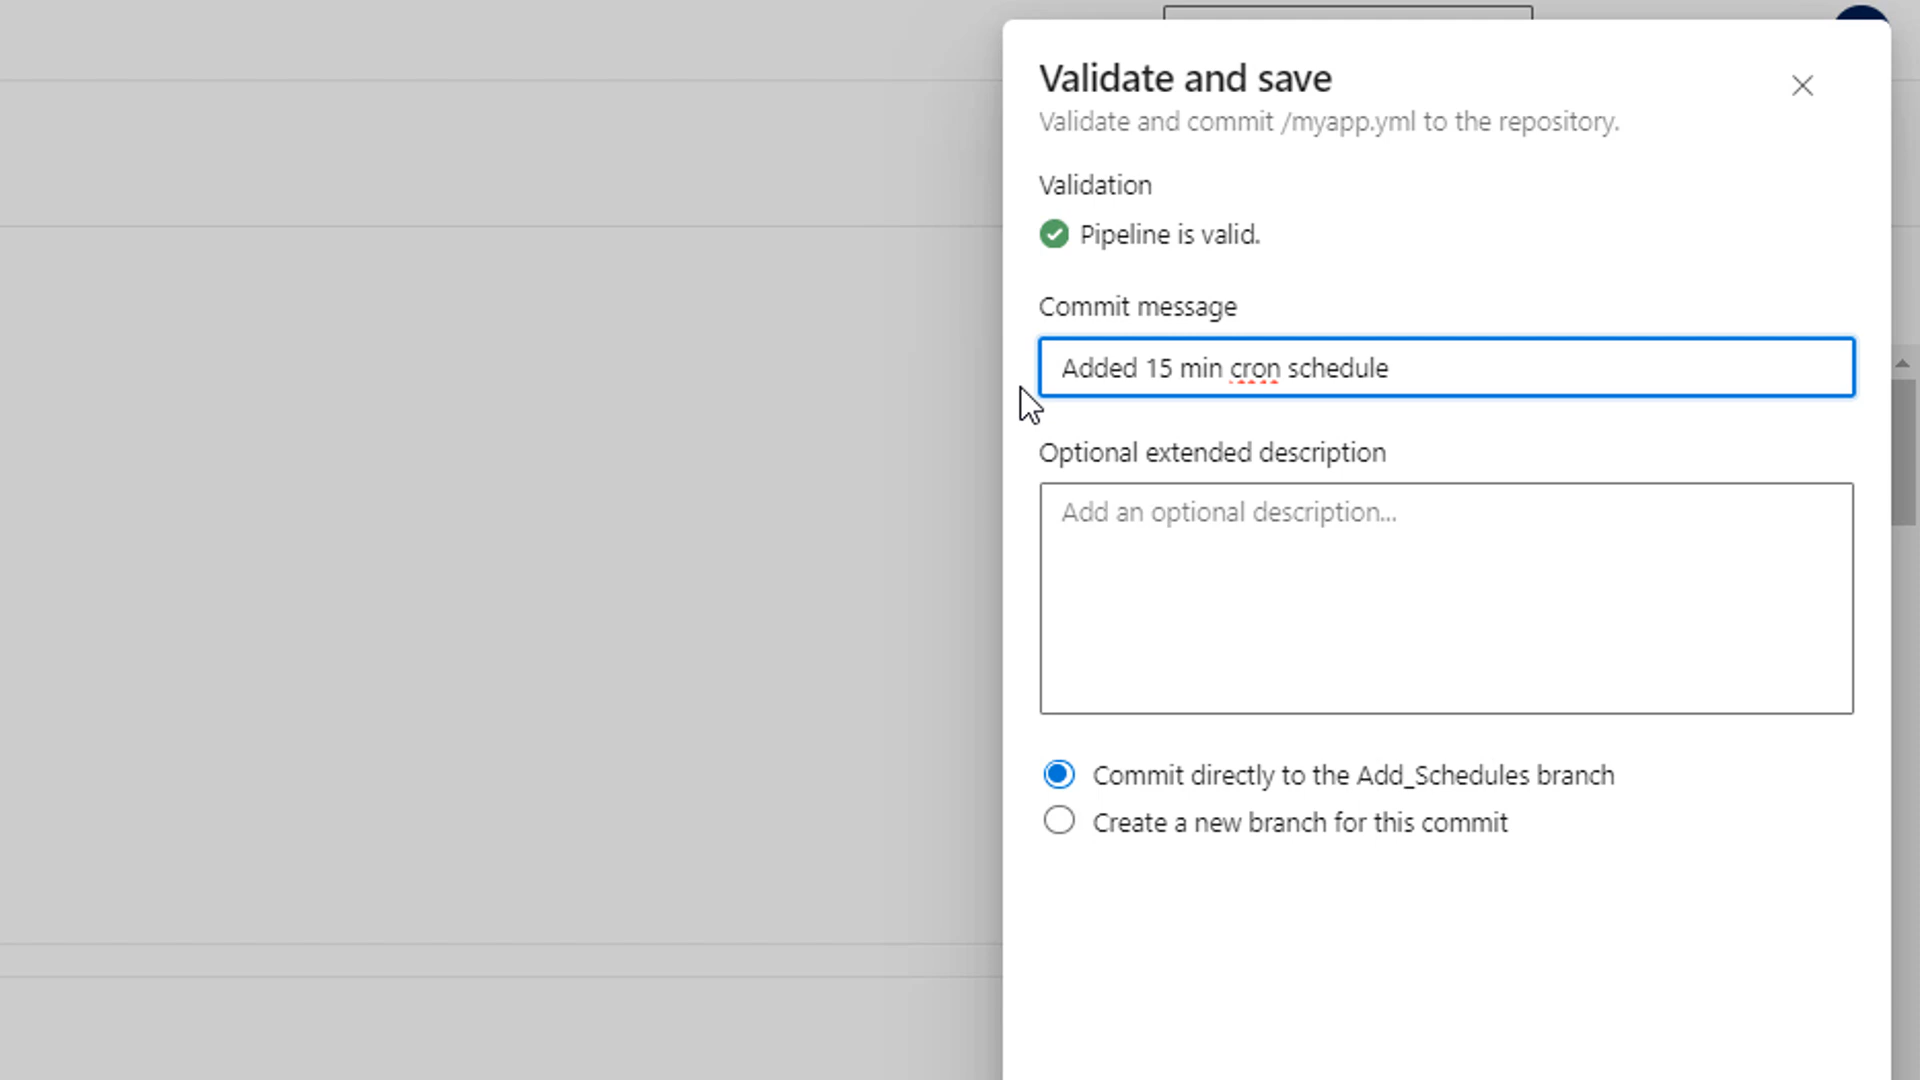 Validate and save
Validate and commit /myapp.yml to the repository.
Validation
Pipeline is valid.
Commit message
Added 15 min cron schedule
Optional extended description
Add an optional description...
Commit directly to the Add_Schedules branch
Create a new branch for this commit